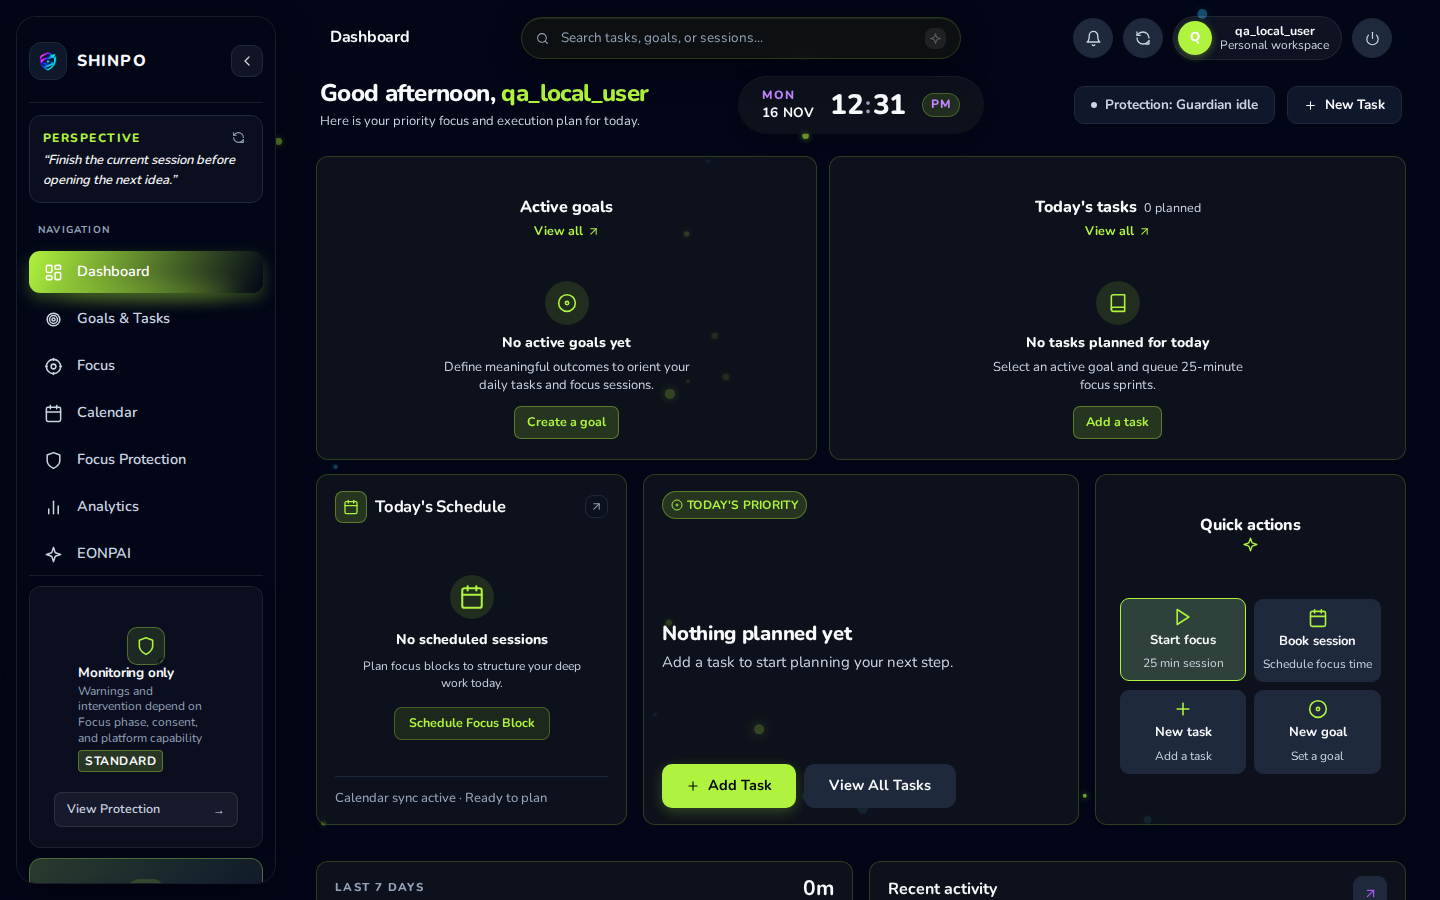 SHINPO
PERSPECTIVE
“Finish the current session before
opening the next idea.”
NAVIGATION
Dashboard
Goals & Tasks
Focus
Calendar
Focus Protection
Analytics
EONPAI
Monitoring only
Warnings and
intervention depend on
Focus phase, consent,
and platform capability
STANDARD
View Protection →
Dashboard
Search tasks, goals, or sessions...
Q
qa_local_user
Personal workspace
Good afternoon, qa_local_user
Here is your priority focus and execution plan for today.
MON
16 NOV
12:31
PM
Protection: Guardian idle
New Task
Active goals
View all
No active goals yet
Define meaningful outcomes to orient your
daily tasks and focus sessions.
Create a goal
Today's tasks 0 planned
View all
No tasks planned for today
Select an active goal and queue 25-minute
focus sprints.
Add a task
Today's Schedule
No scheduled sessions
Plan focus blocks to structure your deep
work today.
Schedule Focus Block
Calendar sync active · Ready to plan
TODAY'S PRIORITY
Nothing planned yet
Add a task to start planning your next step.
Add Task
View All Tasks
Quick actions
Start focus
25 min session
Book session
Schedule focus time
New task
Add a task
New goal
Set a goal
LAST 7 DAYS
0m
Recent activity